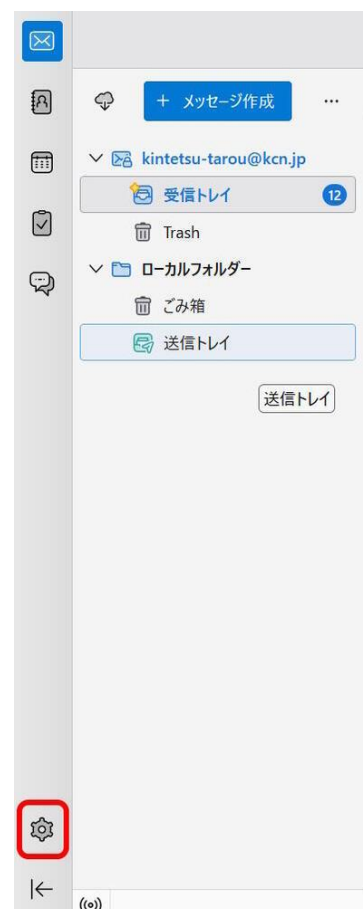 + メッセージ作成 ...
kintetsu-tarou@kcn.jp
受信トレイ 12
Trash
ローカルフォルダー
ごみ箱
送信トレイ
送信トレイ